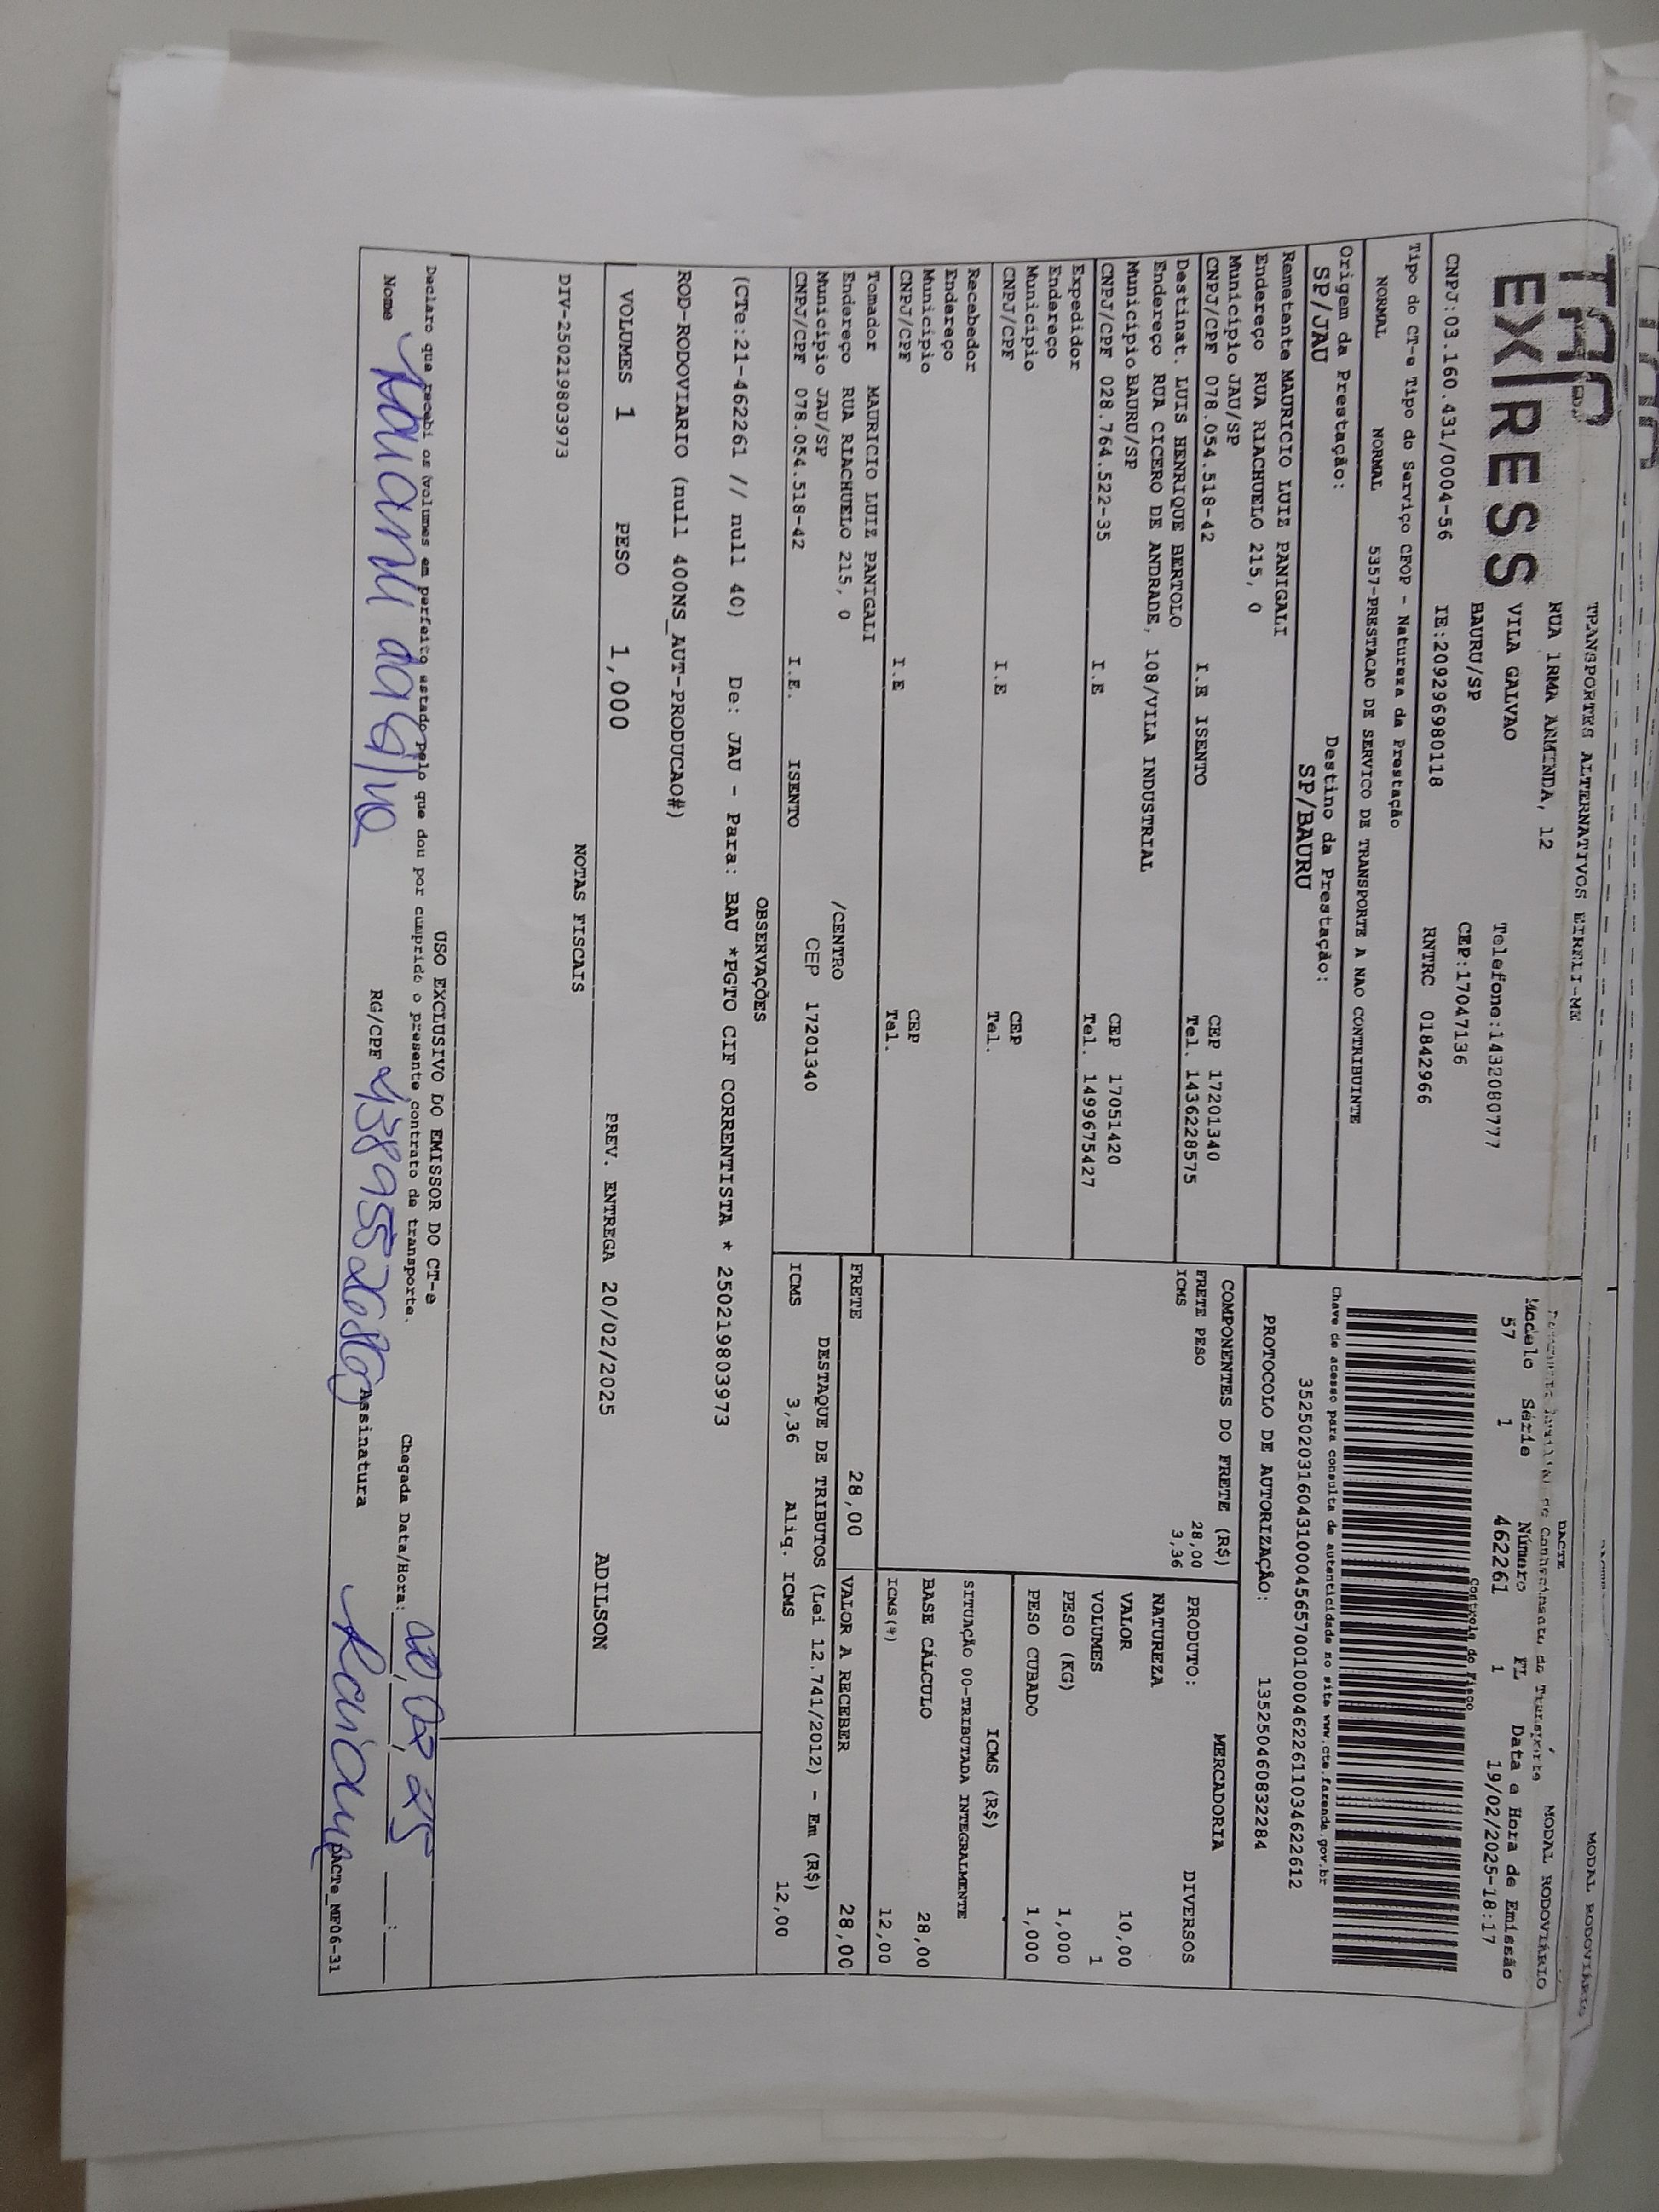 TAP
EXPRESS
TRANSPORTES ALTERNATIVOS EIRELI-ME
RUA IRMA ARMINDA, 12
VILA GALVAO
Telefone:1432080777
BAURU/SP
CEP:17047136
CNPJ:03.160.431/0004-56 IE:209296980118 RNTRC 01842966
Tipo do CT-e Tipo do Serviço CFOP - Natureza da Prestação
NORMAL NORMAL 5357-PRESTACAO DE SERVICO DE TRANSPORTE A NAO CONTRIBUINTE
Origem da Prestação: Destino da Prestação:
SP/JAU SP/BAURU
DACTE MODAL RODOVIÁRIO
Modelo Série Número FL Data e Hora de Emissão
57 1 462261 1 19/02/2025-18:17
Controle do Fisco
Chave de acesso para consulta de autenticidade no site www.cte.fazenda.gov.br
35250203160431000456570010004622611034622612
PROTOCOLO DE AUTORIZAÇÃO: 135250460832284
Remetente MAURICIO LUIZ PANIGALI
Endereço RUA RIACHUELO 215, 0
Município JAU/SP CEP 17201340
CNPJ/CPF 078.054.518-42 I.E ISENTO Tel. 1436228575
Destinat. LUIS HENRIQUE BERTOLO
Endereço RUA CICERO DE ANDRADE, 108/VILA INDUSTRIAL
Município BAURU/SP CEP 17051420
CNPJ/CPF 028.764.522-35 I.E Tel. 1499675427
Expedidor
Endereço
Município CEP
CNPJ/CPF I.E Tel.
Recebedor
Endereço
Município CEP
CNPJ/CPF I.E Tel.
Tomador MAURICIO LUIZ PANIGALI
Endereço RUA RIACHUELO 215, 0 /CENTRO
Município JAU/SP CEP 17201340
CNPJ/CPF 078.054.518-42 I.E. ISENTO
COMPONENTES DO FRETE (R$)
FRETE PESO 28,00
ICMS 3,36
MERCADORIA
PRODUTO: DIVERSOS
NATUREZA
VALOR 10,00
VOLUMES 1
PESO (KG) 1,000
PESO CUBADO 1,000
ICMS (R$)
SITUAÇÃO 00-TRIBUTADA INTEGRALMENTE
BASE CÁLCULO 28,00
ICMS(%) 12,00
FRETE 28,00 VALOR A RECEBER 28,00
DESTAQUE DE TRIBUTOS (Lei 12.741/2012) - Em (R$)
ICMS 3,36 Aliq. ICMS 12,00
OBSERVAÇÕES
(CTe:21-462261 // null 40) De: JAU - Para: BAU *PGTO CIF CORRENTISTA * 250219803973
ROD-RODOVIARIO (null 400NS_AUT-PRODUCAO#)
VOLUMES 1 PESO 1,000 PREV. ENTREGA 20/02/2025 ADILSON
NOTAS FISCAIS
DIV-250219803973
USO EXCLUSIVO DO EMISSOR DO CT-e
Declaro que recebi os volumes em perfeito estado pelo que dou por cumprido o presente contrato de transporte. Chegada Data/Hora: 20/02/25 :
Nome RG/CPF 438955268 Assinatura
DACTe_MF06-31